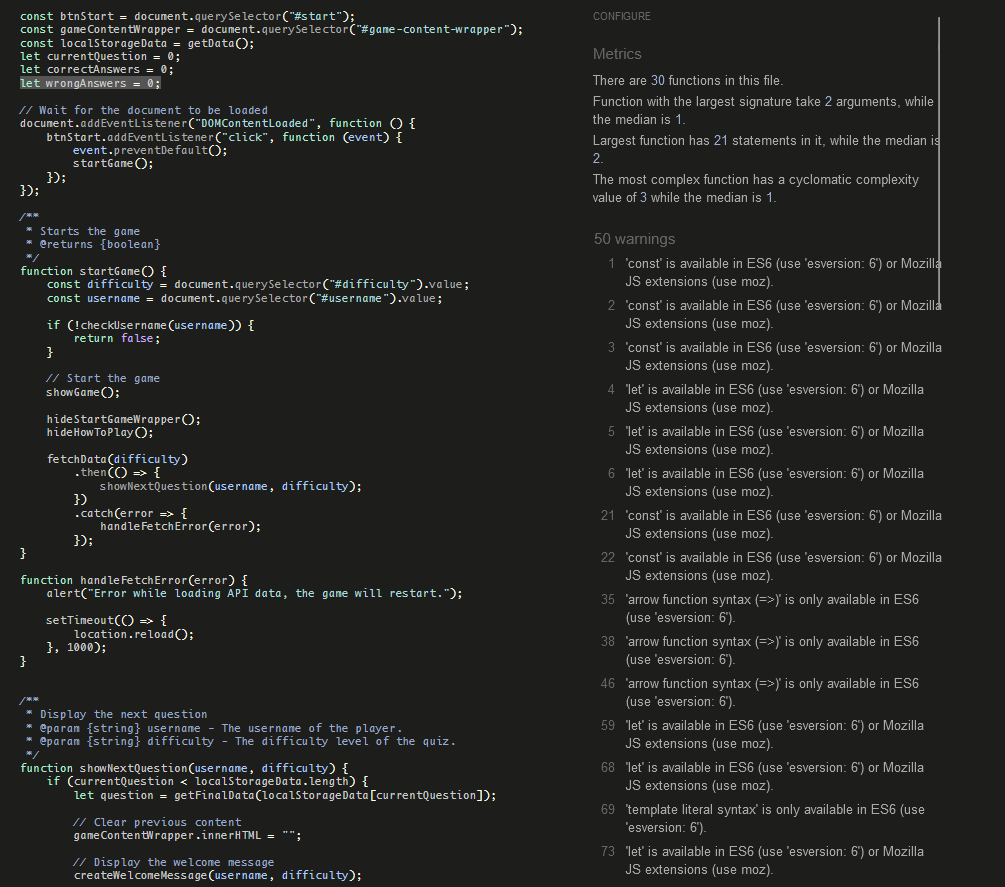 const btnStart = document.querySelector("#start");
const gameContentWrapper = document.querySelector("#game-content-wrapper");
const localStorageData = getData();
let currentQuestion = 0;
let correctAnswers = 0;
let wrongAnswers = 0;

// Wait for the document to be loaded
document.addEventListener("DOMContentLoaded", function () {
    btnStart.addEventListener("click", function (event) {
        event.preventDefault();
        startGame();
    });
});

/**
 * Starts the game
 * @returns {boolean}
 */
function startGame() {
    const difficulty = document.querySelector("#difficulty").value;
    const username = document.querySelector("#username").value;

    if (!checkUsername(username)) {
        return false;
    }

    // Start the game
    showGame();

    hideStartGameWrapper();
    hideHowToPlay();

    fetchData(difficulty)
        .then(() => {
            showNextQuestion(username, difficulty);
        })
        .catch(error => {
            handleFetchError(error);
        });
}

function handleFetchError(error) {
    alert("Error while loading API data, the game will restart.");

    setTimeout(() => {
        location.reload();
    }, 1000);
}


/**
 * Display the next question
 * @param {string} username - The username of the player.
 * @param {string} difficulty - The difficulty level of the quiz.
 */
function showNextQuestion(username, difficulty) {
    if (currentQuestion < localStorageData.length) {
        let question = getFinalData(localStorageData[currentQuestion]);

        // Clear previous content
        gameContentWrapper.innerHTML = "";

        // Display the welcome message
        createWelcomeMessage(username, difficulty);
CONFIGURE
Metrics
There are 30 functions in this file.
Function with the largest signature take 2 arguments, while
the median is 1.
Largest function has 21 statements in it, while the median is
2.
The most complex function has a cyclomatic complexity
value of 3 while the median is 1.
50 warnings
1 'const' is available in ES6 (use 'esversion: 6') or Mozilla
JS extensions (use moz).
2 'const' is available in ES6 (use 'esversion: 6') or Mozilla
JS extensions (use moz).
3 'const' is available in ES6 (use 'esversion: 6') or Mozilla
JS extensions (use moz).
4 'let' is available in ES6 (use 'esversion: 6') or Mozilla
JS extensions (use moz).
5 'let' is available in ES6 (use 'esversion: 6') or Mozilla
JS extensions (use moz).
6 'let' is available in ES6 (use 'esversion: 6') or Mozilla
JS extensions (use moz).
21 'const' is available in ES6 (use 'esversion: 6') or Mozilla
JS extensions (use moz).
22 'const' is available in ES6 (use 'esversion: 6') or Mozilla
JS extensions (use moz).
35 'arrow function syntax (=>)' is only available in ES6
(use 'esversion: 6').
38 'arrow function syntax (=>)' is only available in ES6
(use 'esversion: 6').
46 'arrow function syntax (=>)' is only available in ES6
(use 'esversion: 6').
59 'let' is available in ES6 (use 'esversion: 6') or Mozilla
JS extensions (use moz).
68 'let' is available in ES6 (use 'esversion: 6') or Mozilla
JS extensions (use moz).
69 'template literal syntax' is only available in ES6 (use
'esversion: 6').
73 'let' is available in ES6 (use 'esversion: 6') or Mozilla
JS extensions (use moz).